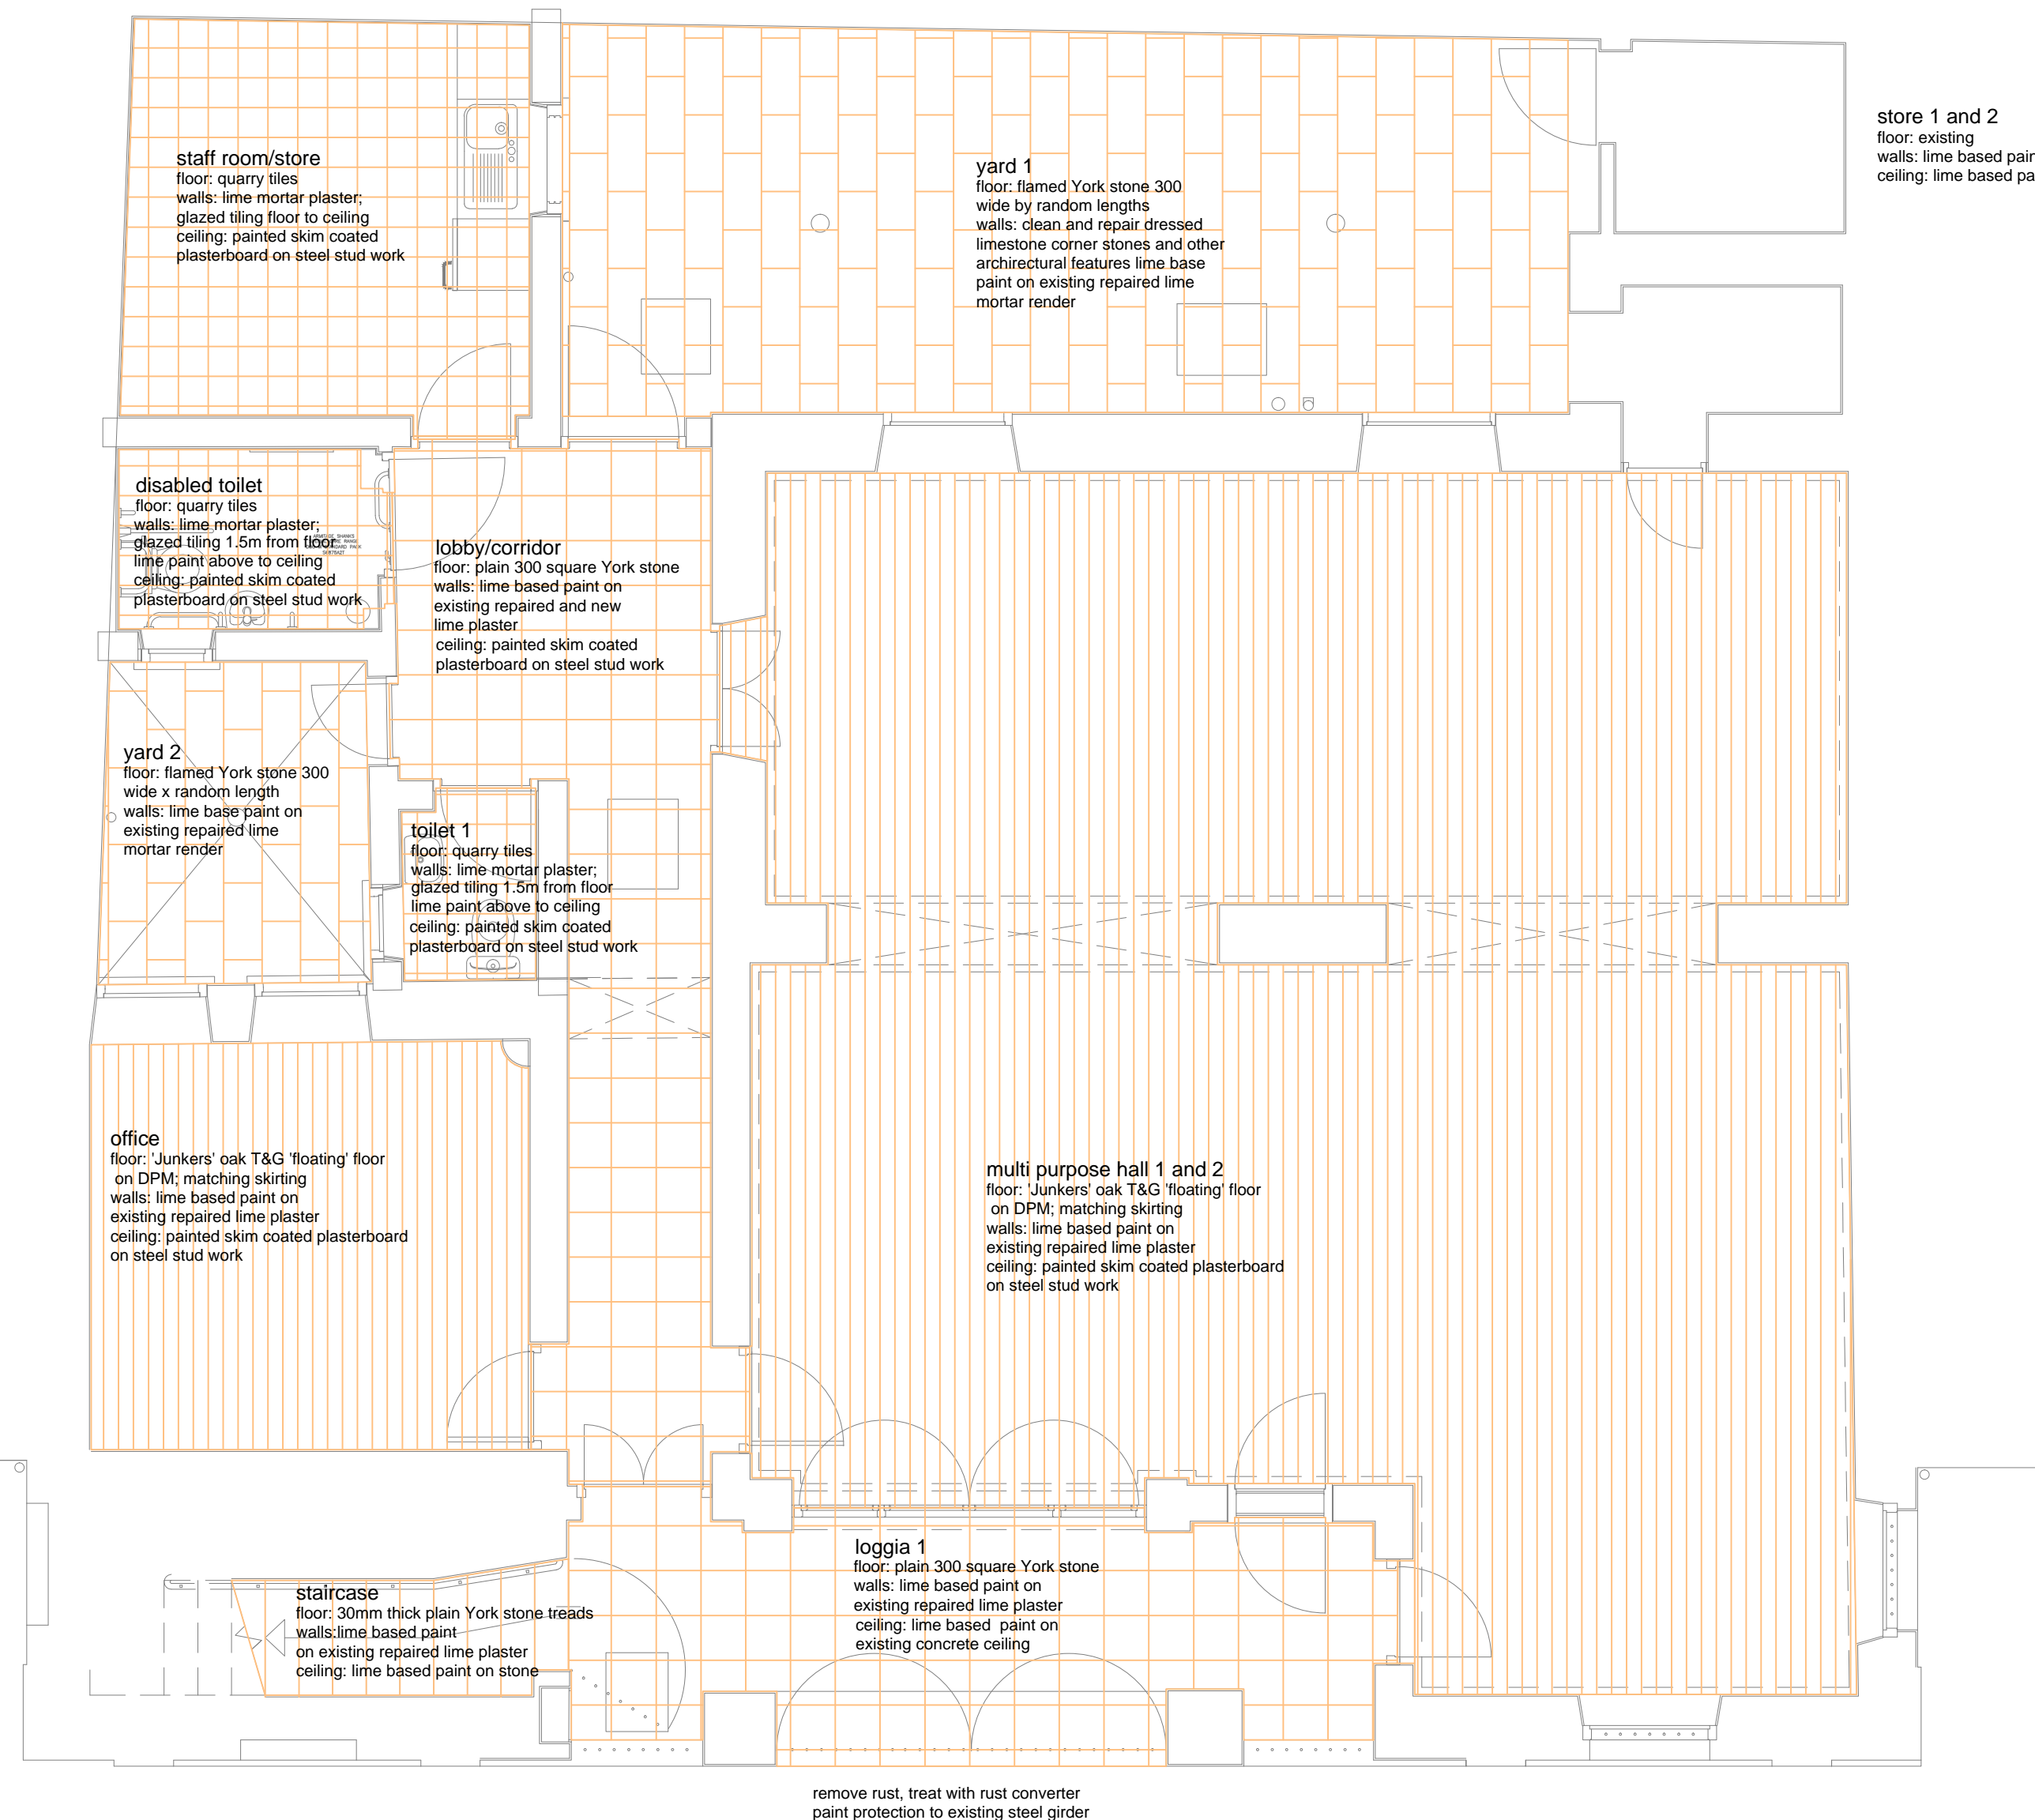 store 1 and 2
floor: existing
walls: lime based
ceiling: lime based
staff room/store
floor: quarry tiles
walls: lime mortar plaster;
glazed tiling floor to ceiling
ceiling: painted skim coated
plasterboard on steel stud work
yard 1
floor: flamed York stone 300
wide by random lengths
walls: clean and repair dressed
limestone corner stones and other
archirectural features lime base
paint on existing repaired lime
mortar render
disabled toilet
floor: quarry tiles
walls: lime mortar plaster;
glazed tiling 1.5m from floor
lime paint above to ceiling
ceiling: painted skim coated
plasterboard on steel stud work
SHANKS
RANGE
PACK
lobby/corridor
floor: plain 300 square York stone
walls: lime based paint on
existing repaired and new
lime plaster
ceiling: painted skim coated
plasterboard on steel stud work
yard 2
floor: flamed York stone 300
wide x random length
walls: lime base paint on
existing repaired lime
mortar render
toilet 1
floor: quarry tiles
walls: lime mortar plaster;
glazed tiling 1.5m from floor
lime paint above to ceiling
ceiling: painted skim coated
plasterboard on steel stud work
office
floor: 'Junkers' oak T&G 'floating' floor
on DPM; matching skirting
walls: lime based paint on
existing repaired lime plaster
ceiling: painted skim coated plasterboard
on steel stud work
multi purpose hall 1 and 2
floor: 'Junkers' oak T&G 'floating' floor
on DPM; matching skirting
walls: lime based paint on
existing repaired lime plaster
ceiling: painted skim coated plasterboard
on steel stud work
loggia 1
floor: plain 300 square York stone
walls: lime based paint on
existing repaired lime plaster
ceiling: lime based paint on
existing concrete ceiling
staircase
floor: 30mm thick plain York stone treads
walls:lime based paint
on existing repaired lime plaster
ceiling: lime based paint on stone
remove rust, treat with rust converter
paint protection to existing steel girder